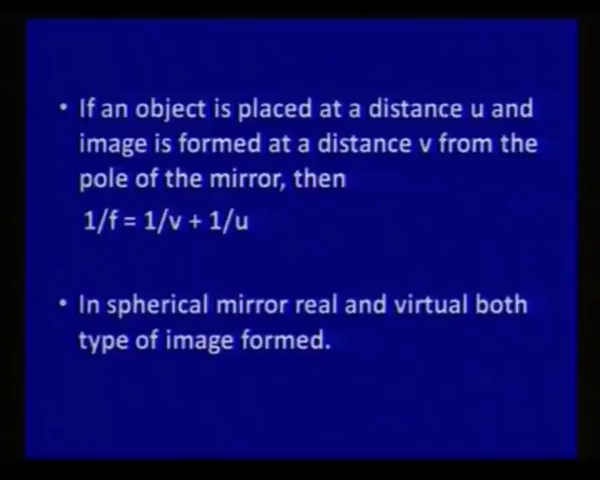 • If an object is placed at a distance u and
image is formed at a distance v from the
pole of the mirror, then
1/f = 1/v + 1/u
• In spherical mirror real and virtual both
type of image formed.